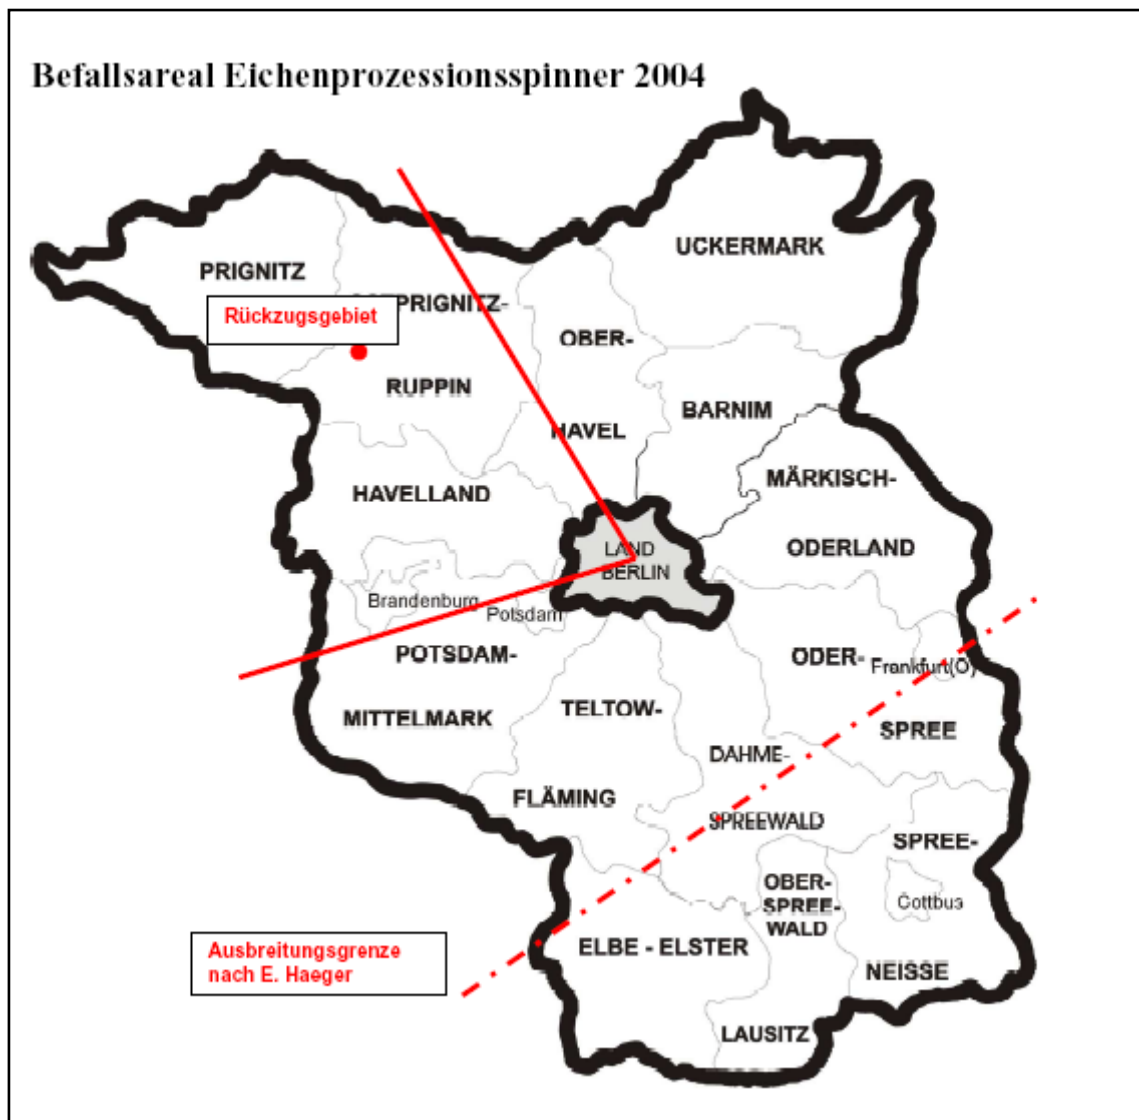 Befallsareal Eichenprozessionsspinner 2004
UCKERMARK
PRIGNITZ
PRIGNITZ-
Rückzugsgebiet
OBER-
RUPPIN
BARNIM
HAVEL
MÄRKISCH-
HAVELLAND
LAND
BERLIN
ODERLAND
Brandenburg
Potsdam
POTSDAM-
ODER-
Frankfurt(O)
MITTELMARK
TELTOW-
SPREE
DAHME-
FLÄMING
SPREEWALD
SPREE-
OBER-
SPREE-
WALD
Cottbus
ELBE - ELSTER
Ausbreitungsgrenze
nach E. Haeger
NEISSE
LAUSITZ